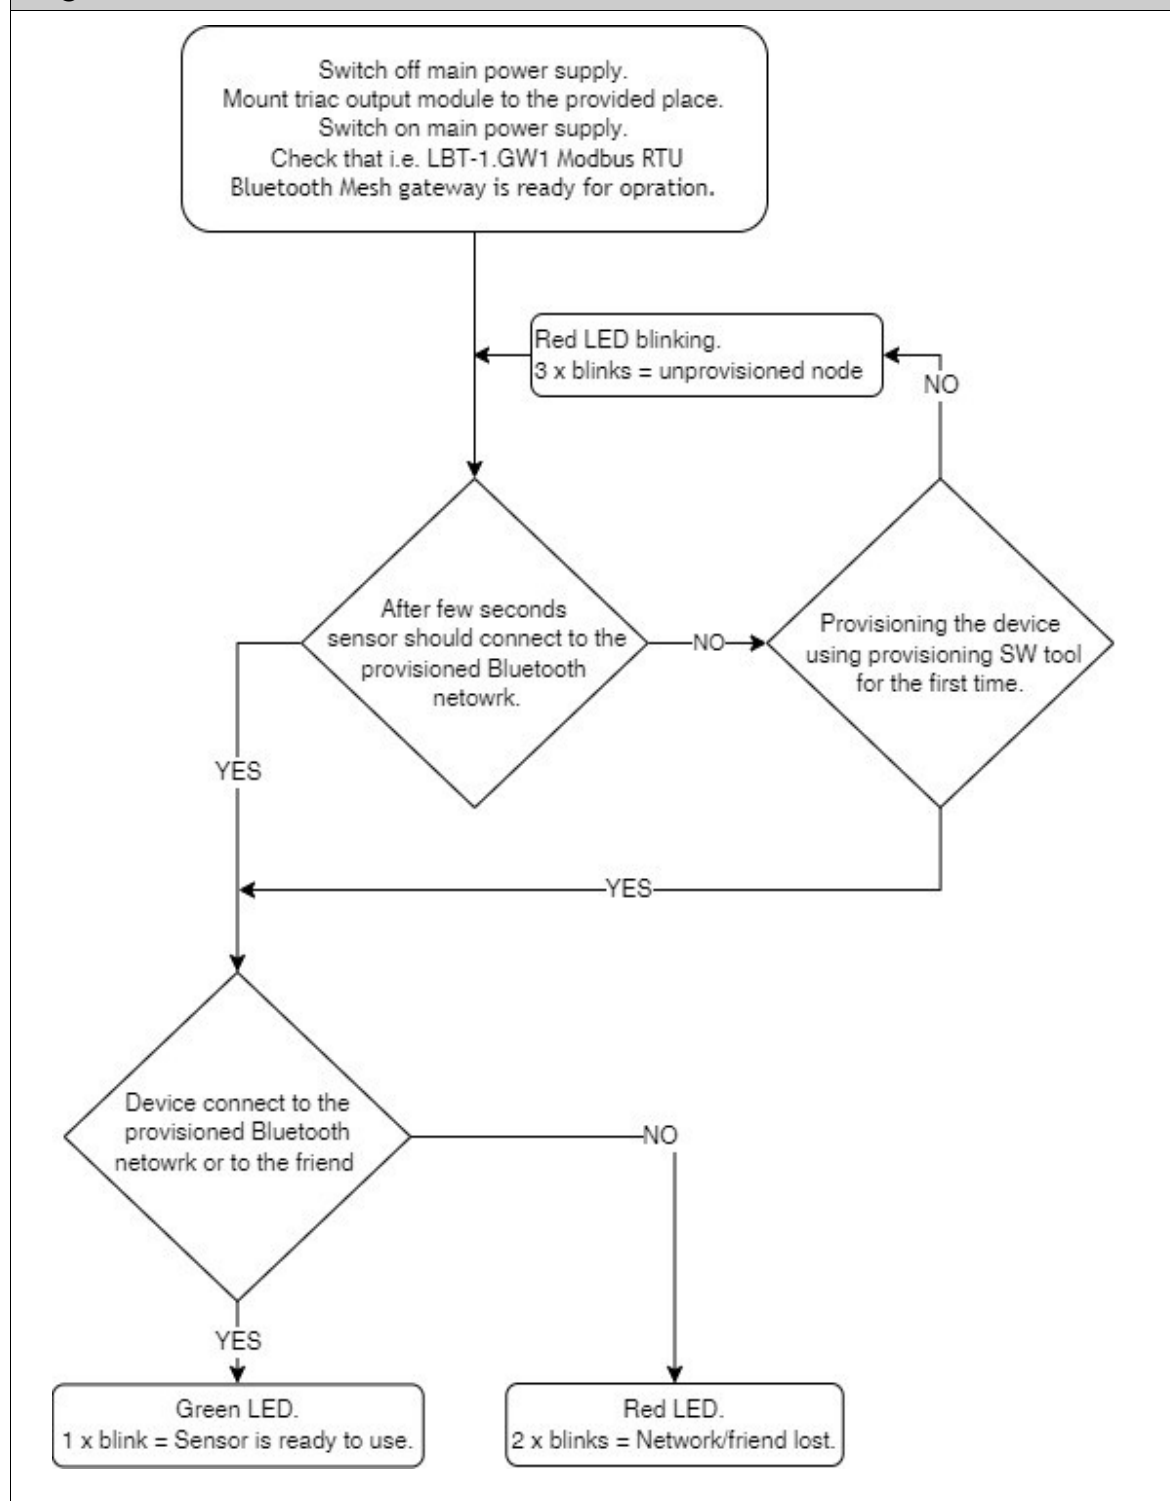 Switch off main power supply.
Mount triac output module to the provided place.
Switch on main power supply.
Check that i.e. LBT-1.GW1 Modbus RTU
Bluetooth Mesh gateway is ready for opration.
Red LED blinking.
3 x blinks = unprovisioned node
NO
After few seconds
sensor should connect to the
provisioned Bluetooth
netowrk.
NO
Provisioning the device
using provisioning SW tool
for the first time.
YES
YES
Device connect to the
provisioned Bluetooth
netowrk or to the friend
NO
YES
Green LED.
1 x blink = Sensor is ready to use.
Red LED.
2 x blinks = Network/friend lost.